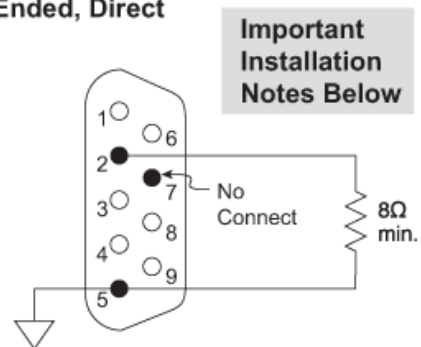 Ended, Direct
Important
Installation
Notes Below
1
6
2
7
No
Connect
3
8
8Ω
min.
4
9
5